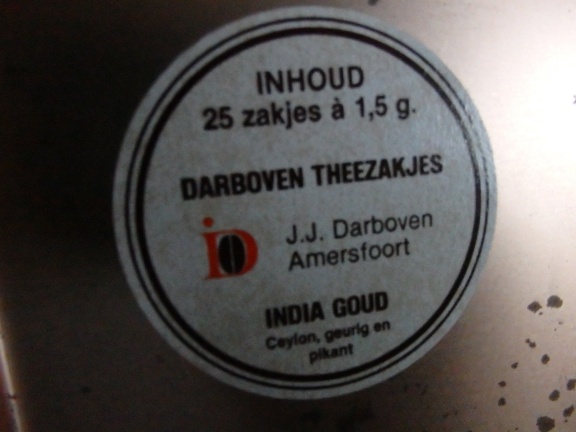 INHOUD
25 zakjes à 1,5 g.
DARBOVEN THEEZAKJES
J.J. Darboven
Amersfoort
INDIA GOUD
Ceylon, geurig en
pikant